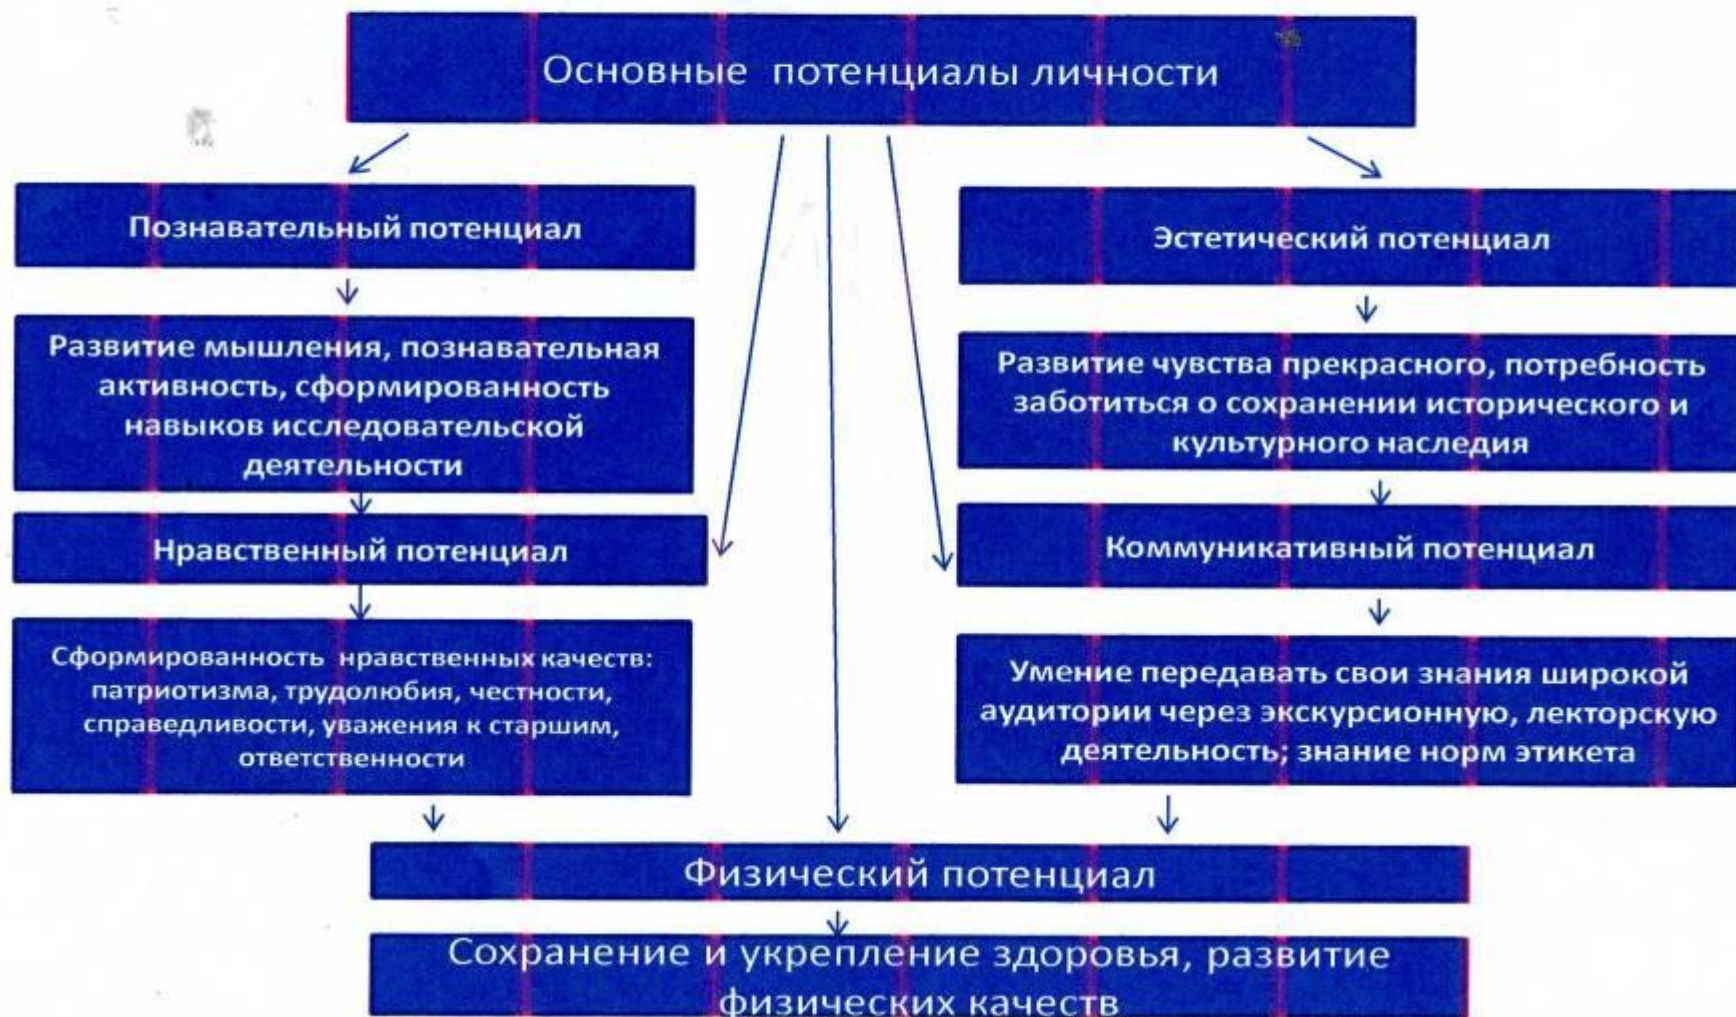 Основные потенциалы личности
Познавательный потенциал
Развитие мышления, познавательная
активность, сформированность
навыков исследовательской
деятельности
Нравственный потенциал
Сформированность нравственных качеств:
патриотизма, трудолюбия, честности,
справедливости, уважения к старшим,
ответственности
Эстетический потенциал
Развитие чувства прекрасного, потребность
заботиться о сохранении исторического и
культурного наследия
Коммуникативный потенциал
Умение передавать свои знания широкой
аудитории через экскурсионную, лекторскую
деятельность; знание норм этикета
Физический потенциал
Сохранение и укрепление здоровья, развитие
физических качеств